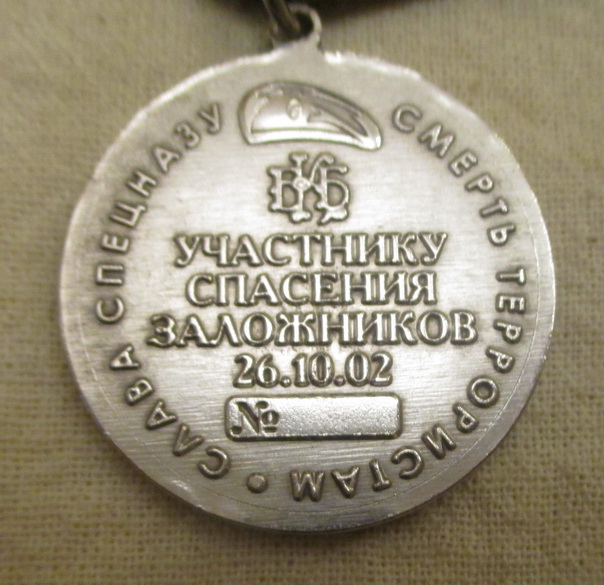 СЛАВА СПЕЦНАЗУ
СМЕРТЬ ТЕРРОРИСТАМ
УЧАСТНИКУ
СПАСЕНИЯ
ЗАЛОЖНИКОВ
26.10.02
№